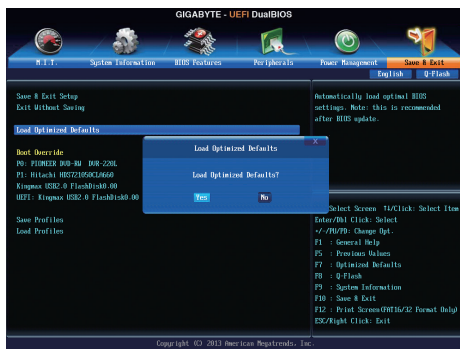 GIGABYTE - UEFI DualBIOS
M.I.T.
System Information
BIOS Features
Peripherals
Power Management
Save & Exit
English
Q-Flash
Save & Exit Setup
Exit Without Saving
Load Optimized Defaults
Boot Override
P0: PIONEER DVD-RW DVR-220L
P1: Hitachi HDS721050CLA660
Kingmax USB2.0 FlashDisk0.00
UEFI: Kingmax USB2.0 FlashDisk0.00
Save Profiles
Load Profiles
Load Optimized Defaults
X
Load Optimized Defaults?
Yes
No
Automatically load optimal BIOS
settings. Note: this is recommended
after BIOS update.
Select Screen ↑↓/Click: Select Item
Enter/Dbl Click: Select
+/-/PU/PD: Change Opt.
F1 : General Help
F5 : Previous Values
F7 : Optimized Defaults
F8 : Q-Flash
F9 : System Information
F10 : Save & Exit
F12 : Print Screen(FAT16/32 Format Only)
ESC/Right Click: Exit
Copyright (C) 2013 American Megatrends, Inc.